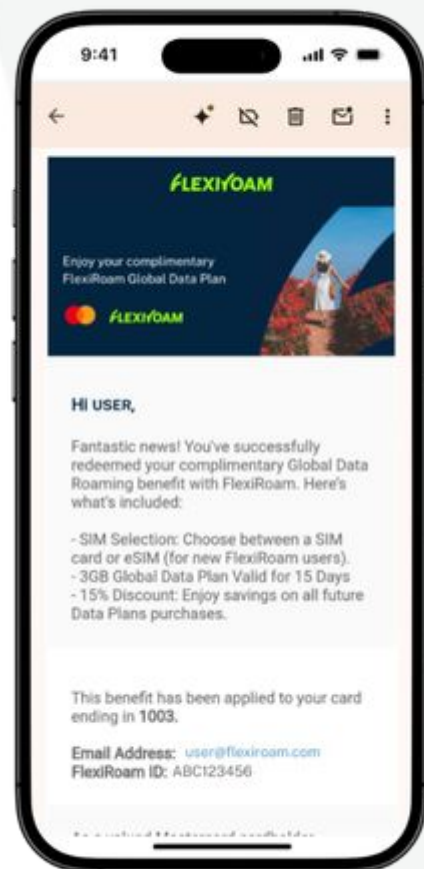 9:41
FLEXIROAM
Enjoy your complimentary
FlexiRoam Global Data Plan
FLEXIROAM
HI USER,
Fantastic news! You've successfully
redeemed your complimentary Global Data
Roaming benefit with FlexiRoam. Here's
what's included:
- SIM Selection: Choose between a SIM
card or eSIM (for new FlexiRoam users).
- 3GB Global Data Plan Valid for 15 Days
- 15% Discount: Enjoy savings on all future
Data Plans purchases.
This benefit has been applied to your card
ending in 1003.
Email Address: user@flexiroam.com
FlexiRoam ID: ABC123456
As a valued Mastercard cardholder